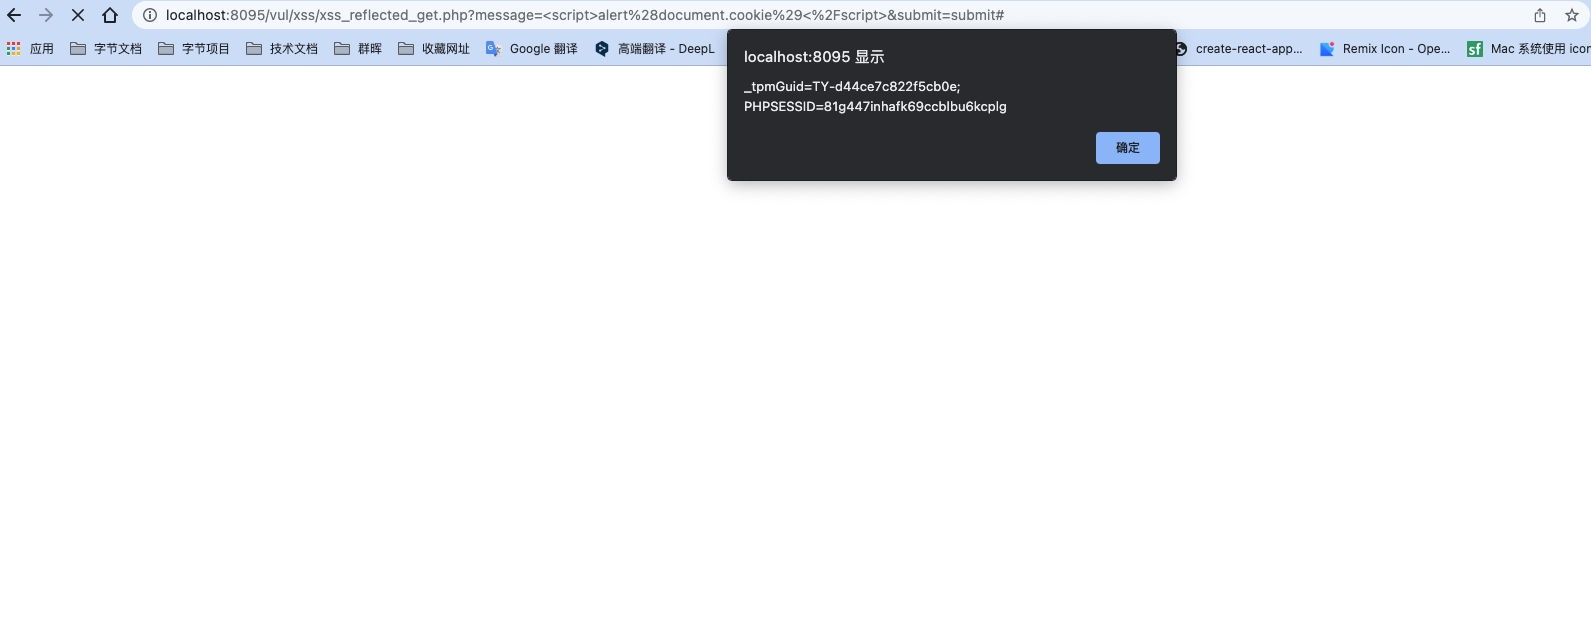 localhost:8095/vul/xss/xss_reflected_get.php?message=<script>alert%28document.cookie%29<%2Fscript>&submit=submit#
应用 字节文档 字节项目 技术文档 群晖 收藏网址 Google 翻译 高端翻译 - DeepL create-react-app... Remix Icon - Ope... sf Mac 系统使用 icon
localhost:8095 显示
_tpmGuid=TY-d44ce7c822f5cb0e;
PHPSESSID=81g447inhafk69ccblbu6kcplg
确定